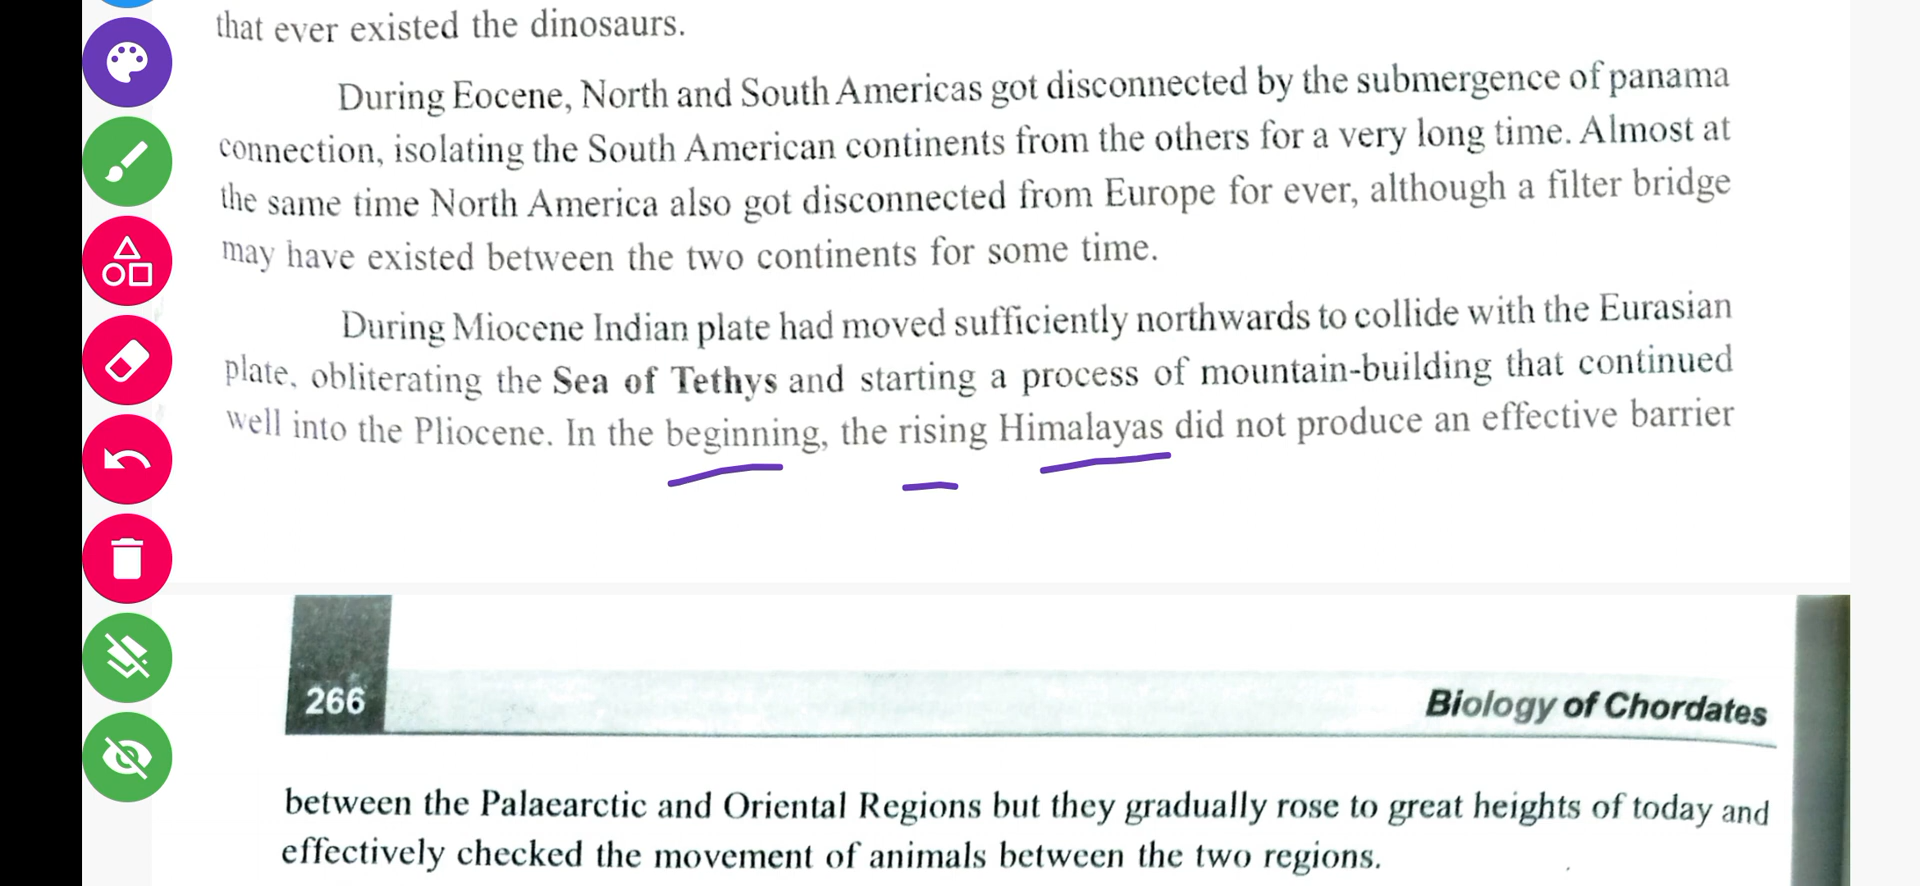 that ever existed the dinosaurs.
During Eocene, North and South Americas got disconnected by the submergence of panama
connection, isolating the South American continents from the others for a very long time. Almost at
the same time North America also got disconnected from Europe for ever, although a filter bridge
may have existed between the two continents for some time.
During Miocene Indian plate had moved sufficiently northwards to collide with the Eurasian
plate, obliterating the Sea of Tethys and starting a process of mountain-building that continued
well into the Pliocene. In the beginning, the rising Himalayas did not produce an effective barrier
266
Biology of Chordates
between the Palaearctic and Oriental Regions but they gradually rose to great heights of today and
effectively checked the movement of animals between the two regions.